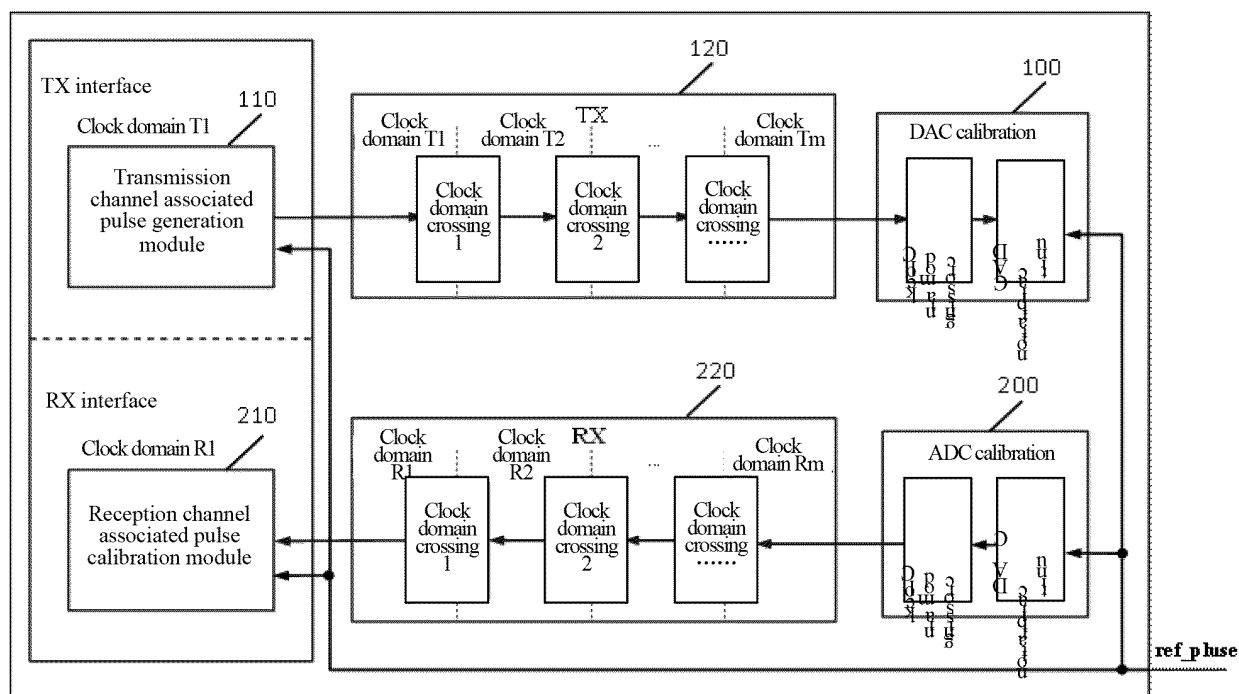 TX interface
110
Clock domain T1
Transmission
channel associated
pulse generation
module
120
TX
Clock
domain T1
Clock
domain T2
...
Clock
domain Tm
Clock
domain
crossing
1
Clock
domain
crossing
2
Clock
domain
crossing
......
100
DAC calibration
RX interface
210
Clock domain R1
Reception channel
associated pulse
calibration module
220
RX
Clock
domain
R1
Clock
domain
R2
...
Clock
domain Rm
Clock
domain
crossing
1
Clock
domain
crossing
2
Clock
domain
crossing
......
200
ADC calibration
ref_pluse